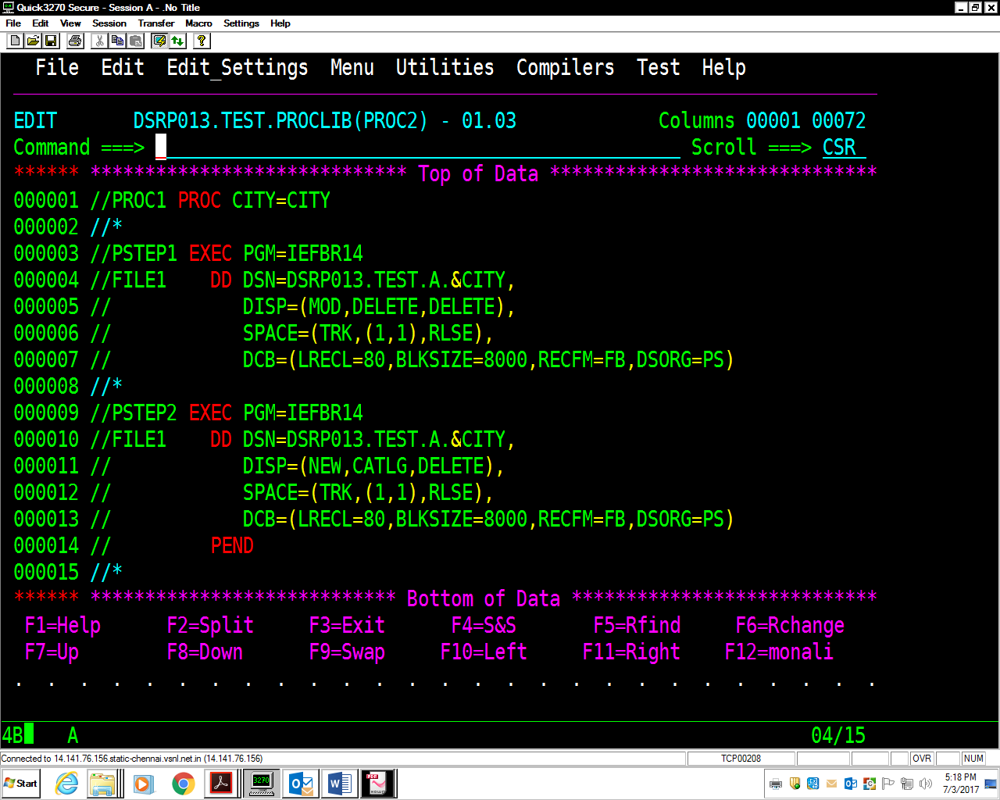 Quick3270 Secure - Session A - .No Title
File Edit View Session Transfer Macro Settings Help
File Edit Edit_Settings Menu Utilities Compilers Test Help
EDIT DSRP013.TEST.PROCLIB(PROC2) - 01.03 Columns 00001 00072
Command ===> Scroll ===> CSR
****** ***************************** Top of Data ******************************
000001 //PROC1 PROC CITY=CITY
000002 //*
000003 //PSTEP1 EXEC PGM=IEFBR14
000004 //FILE1    DD DSN=DSRP013.TEST.A.&CITY,
000005 //            DISP=(MOD,DELETE,DELETE),
000006 //            SPACE=(TRK,(1,1),RLSE),
000007 //            DCB=(LRECL=80,BLKSIZE=8000,RECFM=FB,DSORG=PS)
000008 //*
000009 //PSTEP2 EXEC PGM=IEFBR14
000010 //FILE1    DD DSN=DSRP013.TEST.A.&CITY,
000011 //            DISP=(NEW,CATLG,DELETE),
000012 //            SPACE=(TRK,(1,1),RLSE),
000013 //            DCB=(LRECL=80,BLKSIZE=8000,RECFM=FB,DSORG=PS)
000014 //         PEND
000015 //*
****** **************************** Bottom of Data ****************************
F1=Help F2=Split F3=Exit F4=S&S F5=Rfind F6=Rchange
F7=Up F8=Down F9=Swap F10=Left F11=Right F12=monali
. . . . . . . . . . . . . . . . . . . . . . . . . . .
4B A 04/15
Connected to 14.141.76.156.static-chennai.vsnl.net.in (14.141.76.156) TCP00208 OVR NUM
Start 3270 5:18 PM
7/3/2017